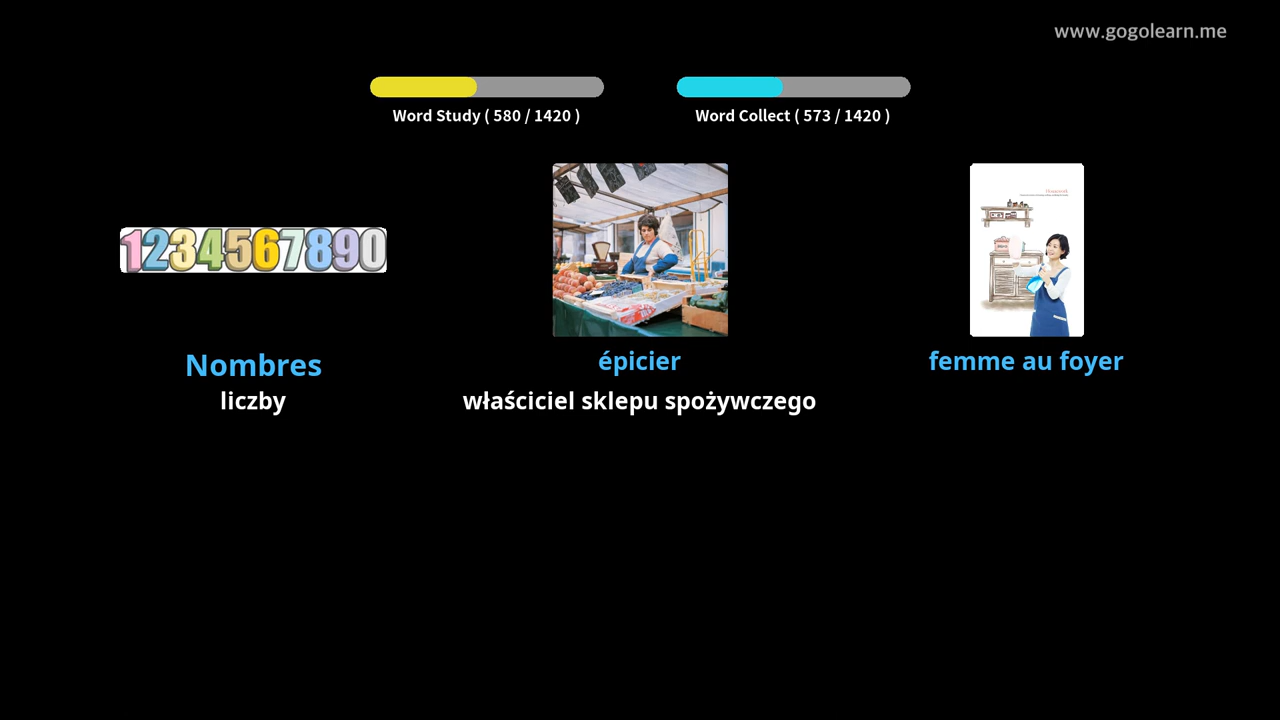 www.gogolearn.me
Word Study ( 580 / 1420 )
Word Collect ( 573 / 1420 )
1234567890
Nombres
liczby
épicier
właściciel sklepu spożywczego
femme au foyer